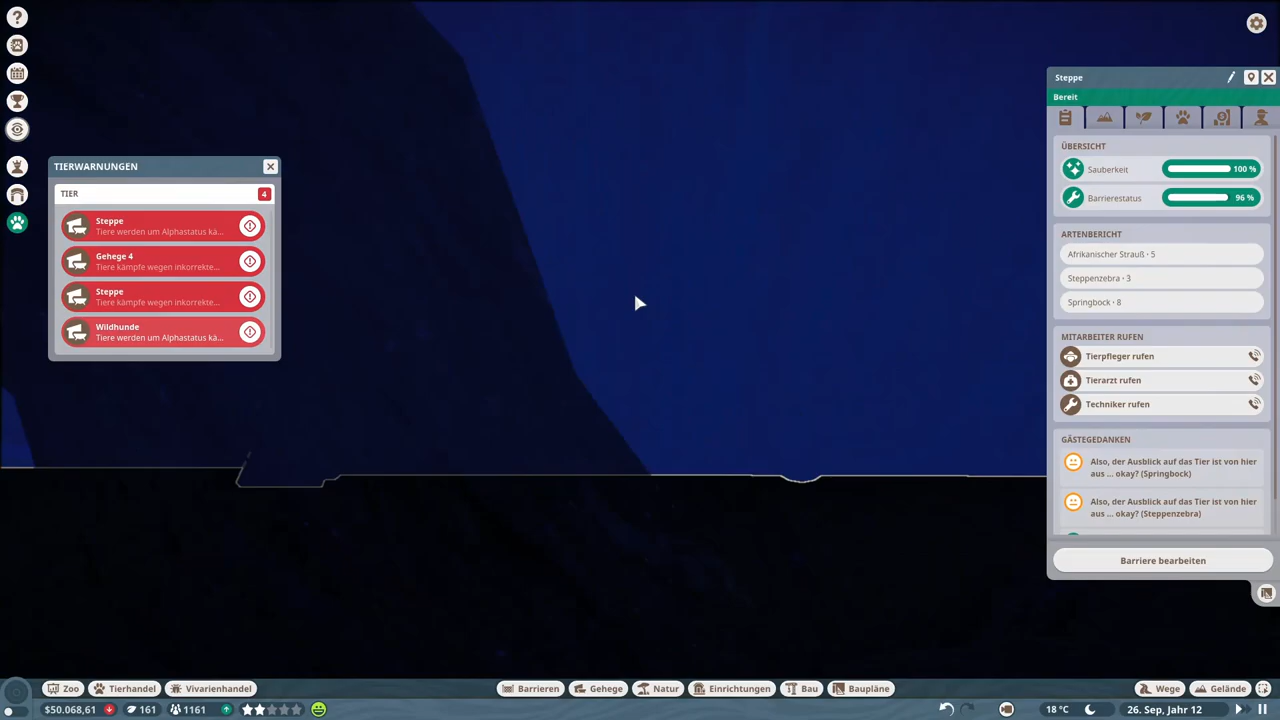 Steppe
Bereit
TIERWARNUNGEN
TIER
4
Steppe
Tiere werden um Alphastatus kä...
Gehege 4
Tiere kämpfe wegen inkorrekte...
Steppe
Tiere kämpfe wegen inkorrekte...
Wildhunde
Tiere werden um Alphastatus kä...
ÜBERSICHT
Sauberkeit 100 %
Barrierestatus 96 %
ARTENBERICHT
Afrikanischer Strauß · 5
Steppenzebra · 3
Springbock · 8
MITARBEITER RUFEN
Tierpfleger rufen
Tierarzt rufen
Techniker rufen
GÄSTEGEDANKEN
Also, der Ausblick auf das Tier ist von hier
aus ... okay? (Springbock)
Also, der Ausblick auf das Tier ist von hier
aus ... okay? (Steppenzebra)
Barriere bearbeiten
Zoo Tierhandel Vivarienhandel Barrieren Gehege Natur Einrichtungen Bau Baupläne Wege Gelände
$50.068,61 161 1161 18 °C 26. Sep, Jahr 12